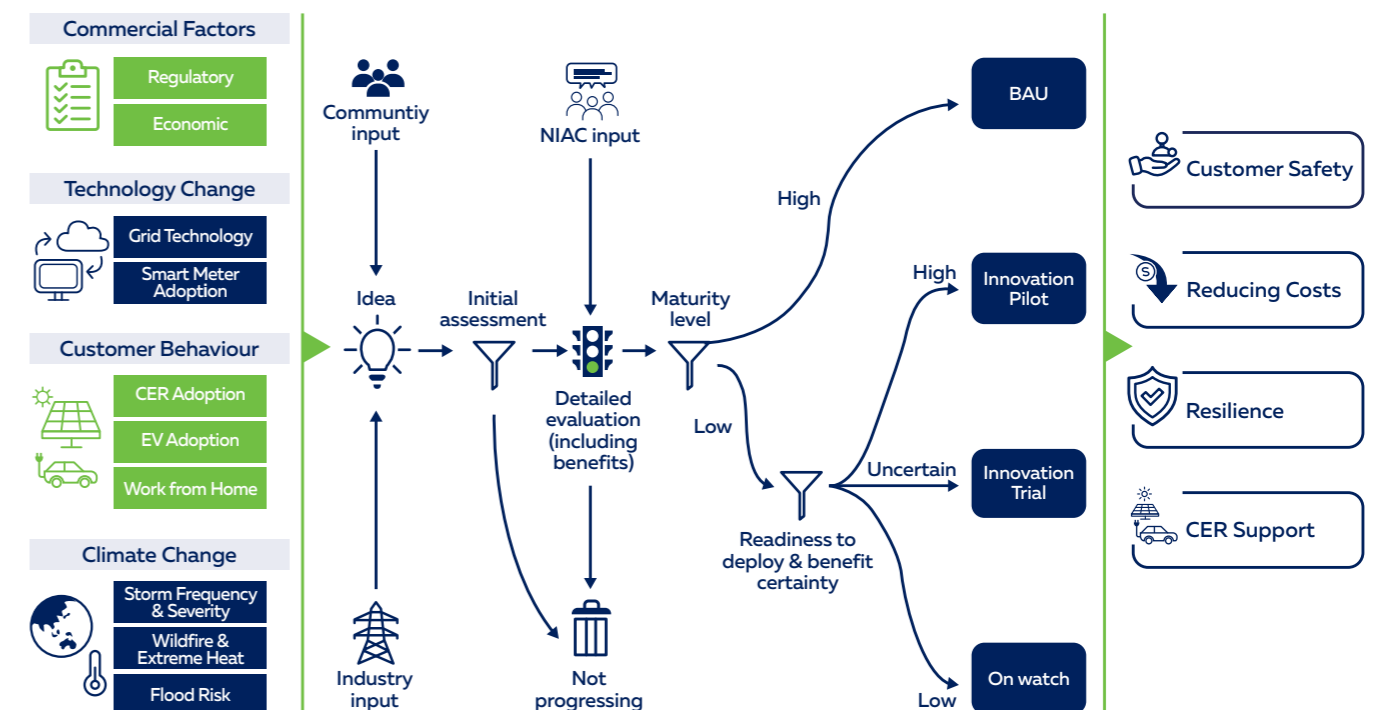 Commercial Factors
Regulatory
Economic
Technology Change
Grid Technology
Smart Meter
Adoption
Customer Behaviour
CER Adoption
EV Adoption
Work from Home
Climate Change
Storm Frequency
& Severity
Wildfire &
Extreme Heat
Flood Risk
Communtiy
input
Idea
Industry
input
Initial
assessment
NIAC input
Detailed
evaluation
(including
benefits)
Not
progressing
Maturity
level
High
Low
Readiness to
deploy & benefit
certainty
High
Uncertain
Low
BAU
Innovation
Pilot
Innovation
Trial
On watch
Customer Safety
S
Reducing Costs
Resilience
CER Support